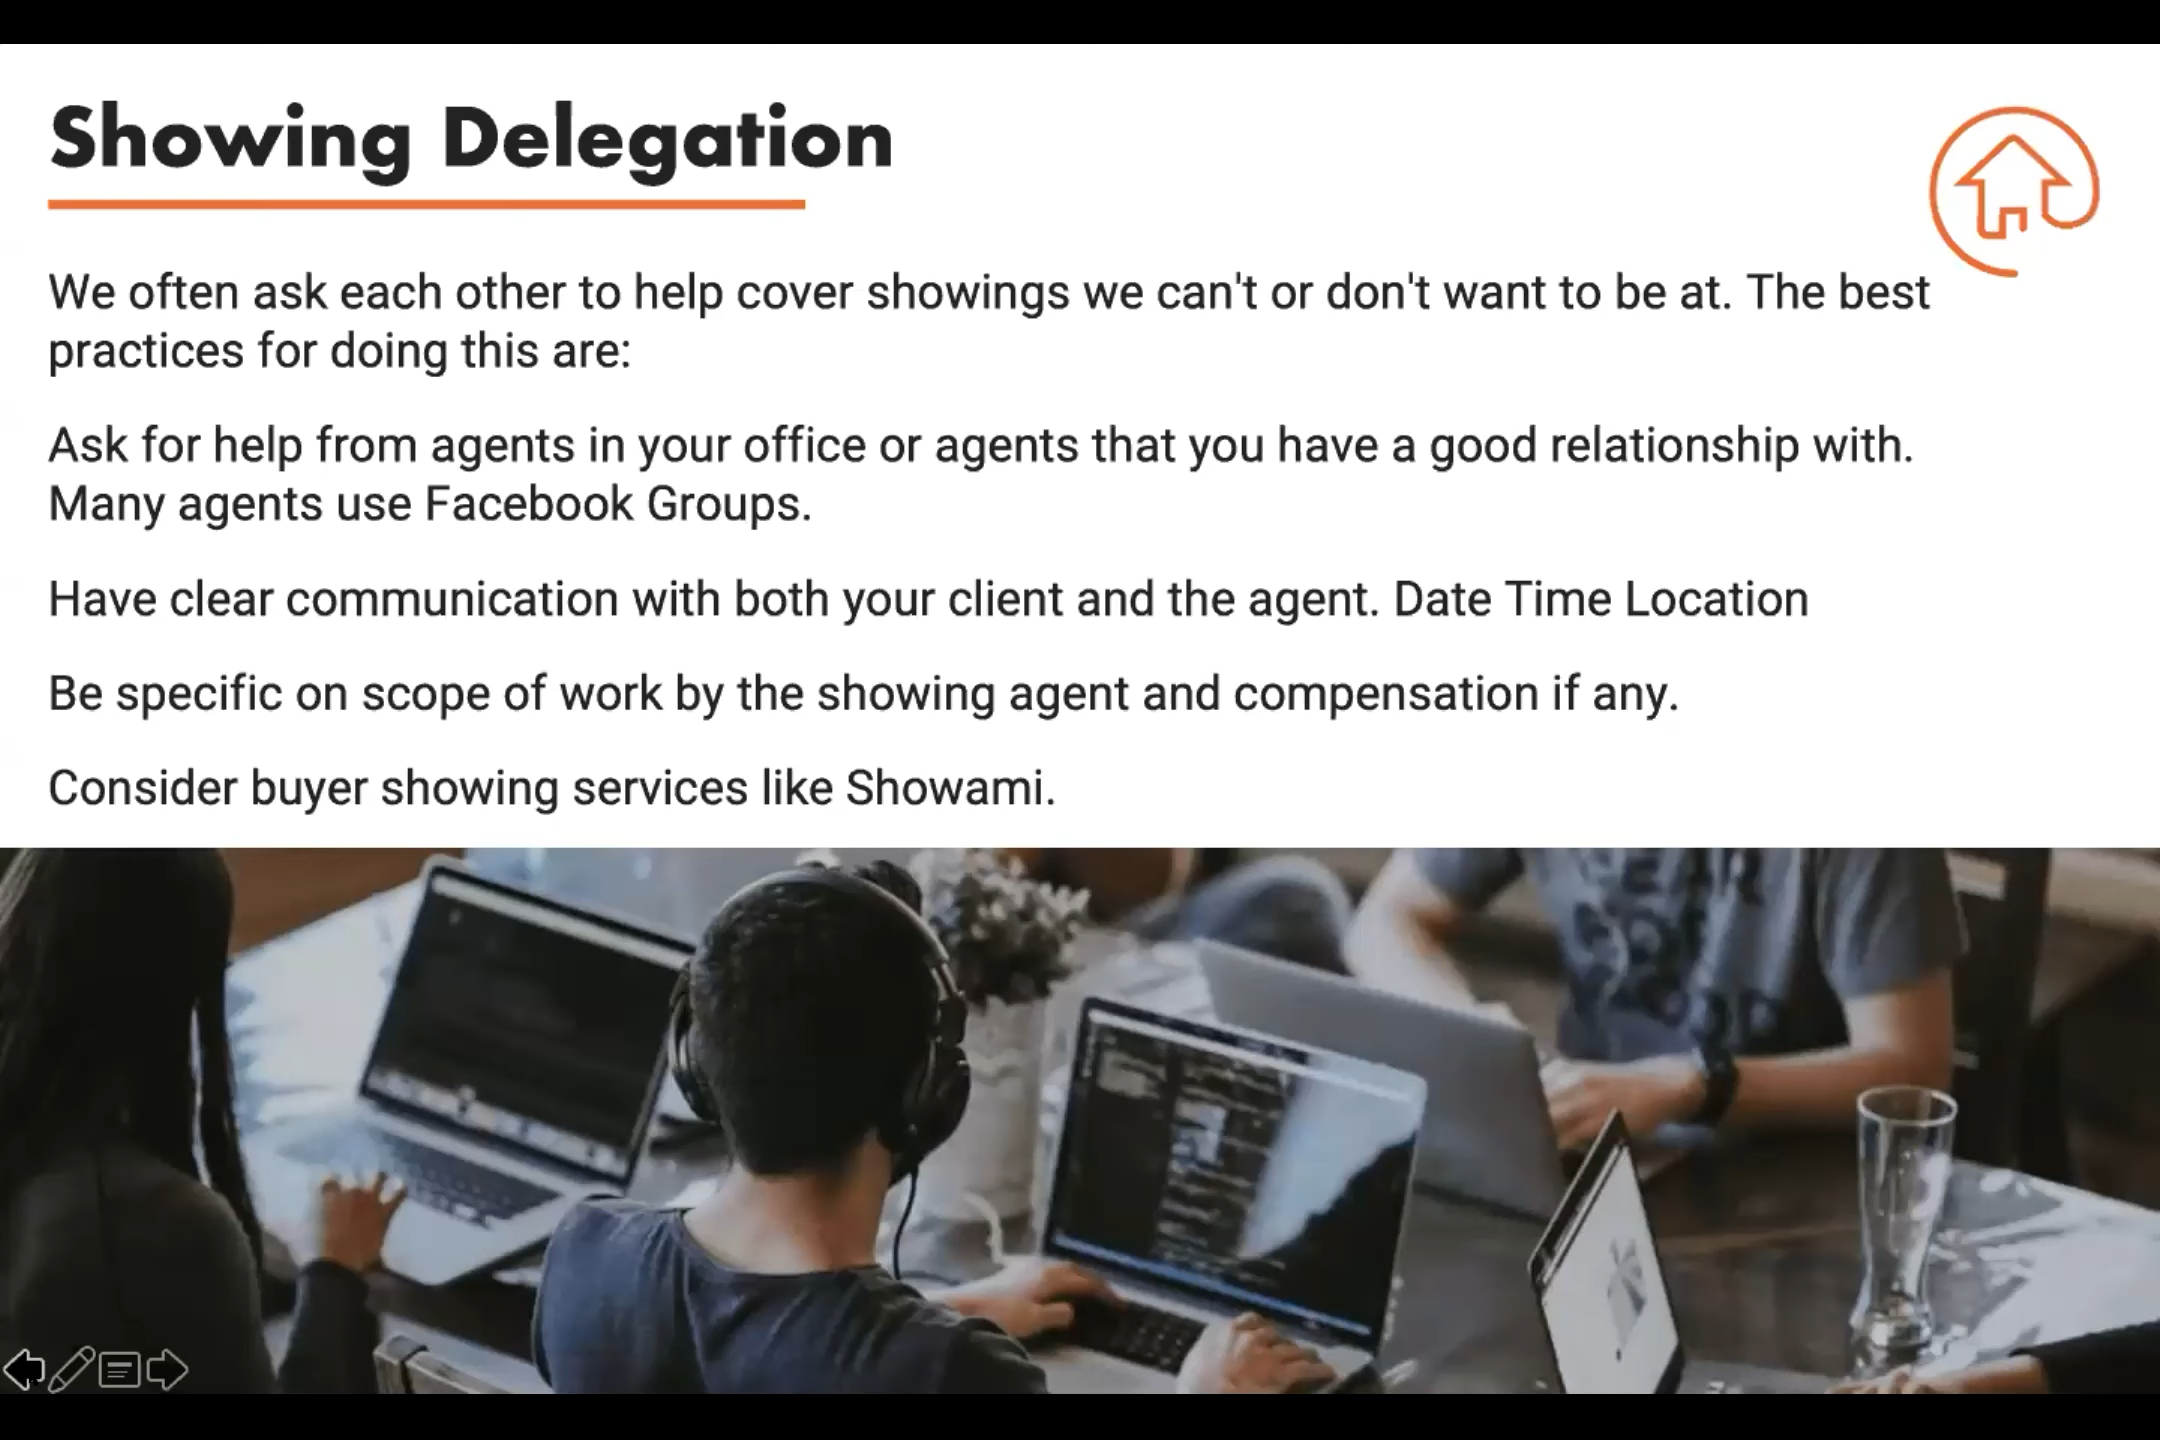 Showing Delegation
We often ask each other to help cover showings we can't or don't want to be at. The best
practices for doing this are:
Ask for help from agents in your office or agents that you have a good relationship with.
Many agents use Facebook Groups.
Have clear communication with both your client and the agent. Date Time Location
Be specific on scope of work by the showing agent and compensation if any.
Consider buyer showing services like Showami.